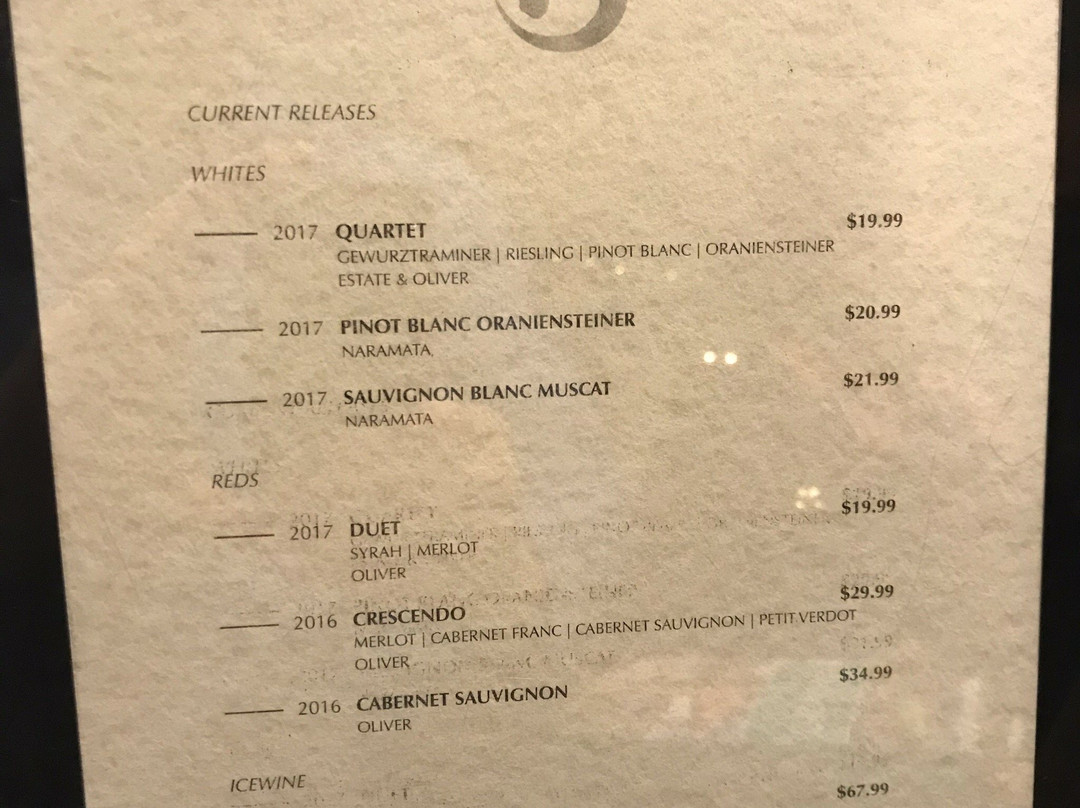 CURRENT RELEASES
WHITES
2017 QUARTET $19.99
GEWURZTRAMINER | RIESLING | PINOT BLANC | ORANIENSTEINER
ESTATE & OLIVER
2017 PINOT BLANC ORANIENSTEINER $20.99
NARAMATA
2017 SAUVIGNON BLANC MUSCAT $21.99
NARAMATA
REDS
2017 DUET $19.99
SYRAH | MERLOT
OLIVER
2016 CRESCENDO $29.99
MERLOT | CABERNET FRANC | CABERNET SAUVIGNON | PETIT VERDOT
OLIVER
2016 CABERNET SAUVIGNON $34.99
OLIVER
ICEWINE
$67.99